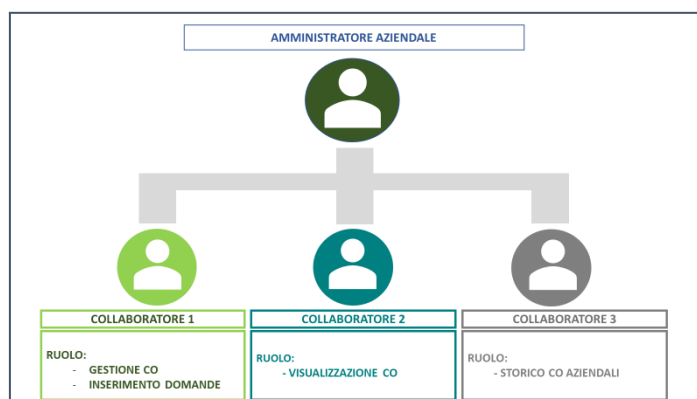 AMMINISTRATORE AZIENDALE
COLLABORATORE 1
COLLABORATORE 2
COLLABORATORE 3
RUOLO:
- GESTIONE CO
- INSERIMENTO DOMANDE
RUOLO:
- VISUALIZZAZIONE CO
RUOLO:
- STORICO CO AZIENDALI